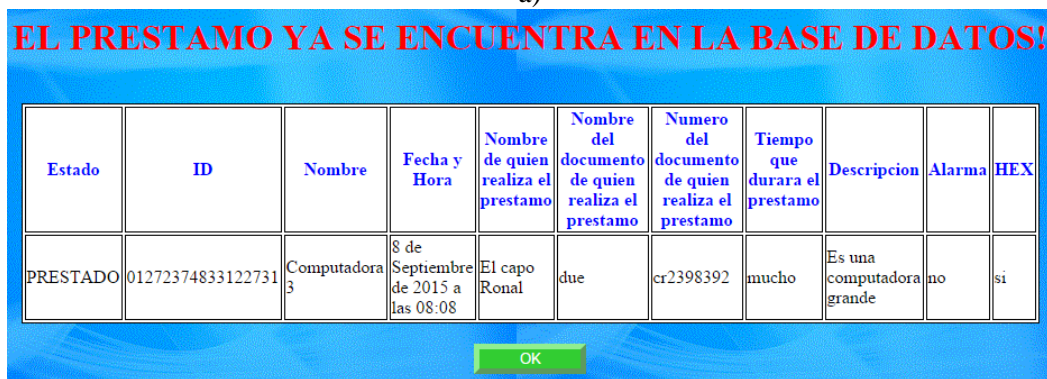 a)
EL PRESTAMO YA SE ENCUENTRA EN LA BASE DE DATOS!
Estado
ID
Nombre
Fecha y
Hora
Nombre
de quien
realiza el
prestamo
Nombre
del
documento
de quien
realiza el
prestamo
Numero
del
documento
de quien
realiza el
prestamo
Tiempo
que
durara el
prestamo
Descripcion
Alarma
HEX
PRESTADO
01272374833122731
Computadora
3
8 de
Septiembre
de 2015 a
las 08:08
El capo
Ronal
due
cr2398392
mucho
Es una
computadora
grande
no
si
OK